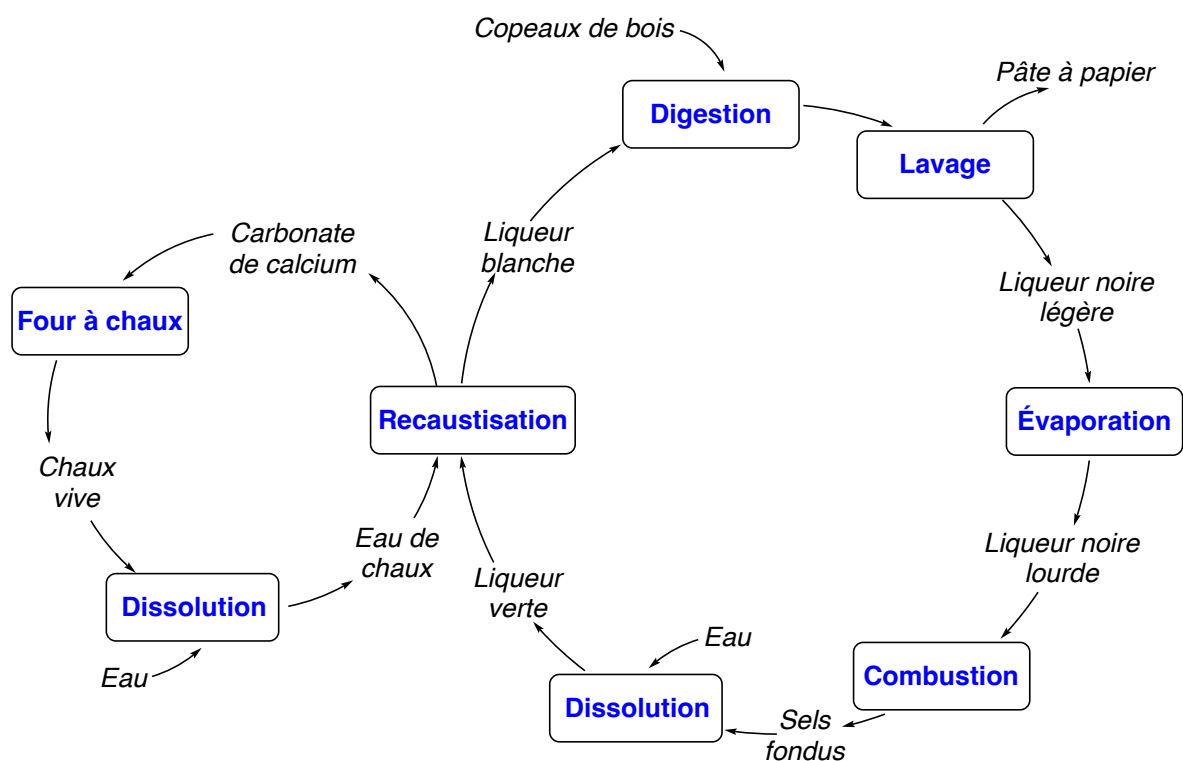 Copeaux de bois
Pâte à papier
Digestion
Lavage
Carbonate
de calcium
Liqueur
blanche
Liqueur noire
légère
Four à chaux
Recaustisation
Évaporation
Chaux
vive
Eau de
chaux
Liqueur
verte
Liqueur noire
lourde
Dissolution
Eau
Eau
Combustion
Dissolution
Sels
fondus